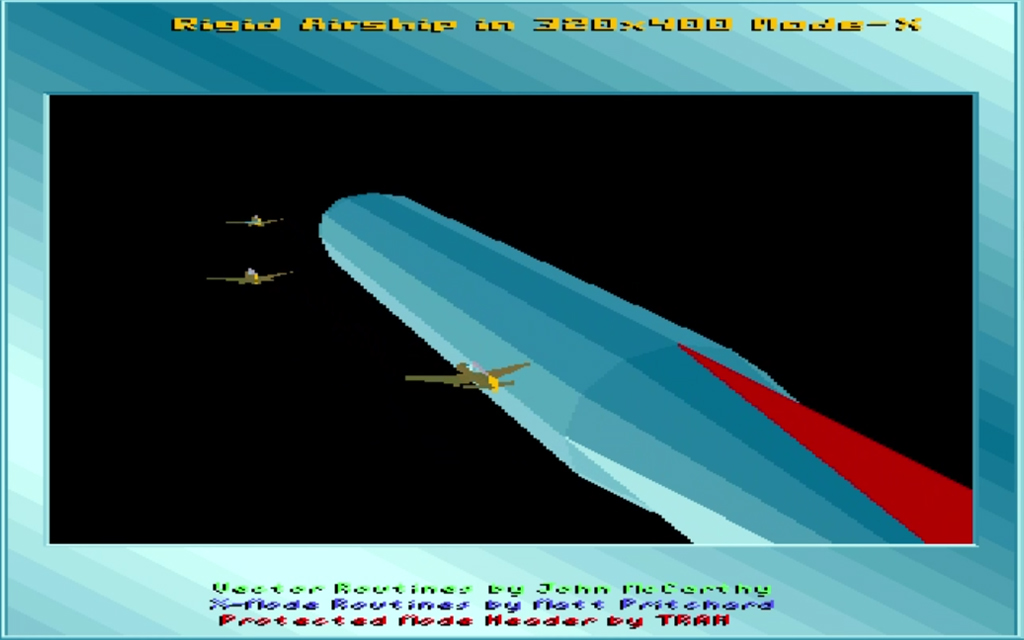 Rigid Airship in 320x400 Mode-X
Vector Routines by John McCarthy
X-Mode Routines by Matt Pritchard
Protected Mode Header by TRAN